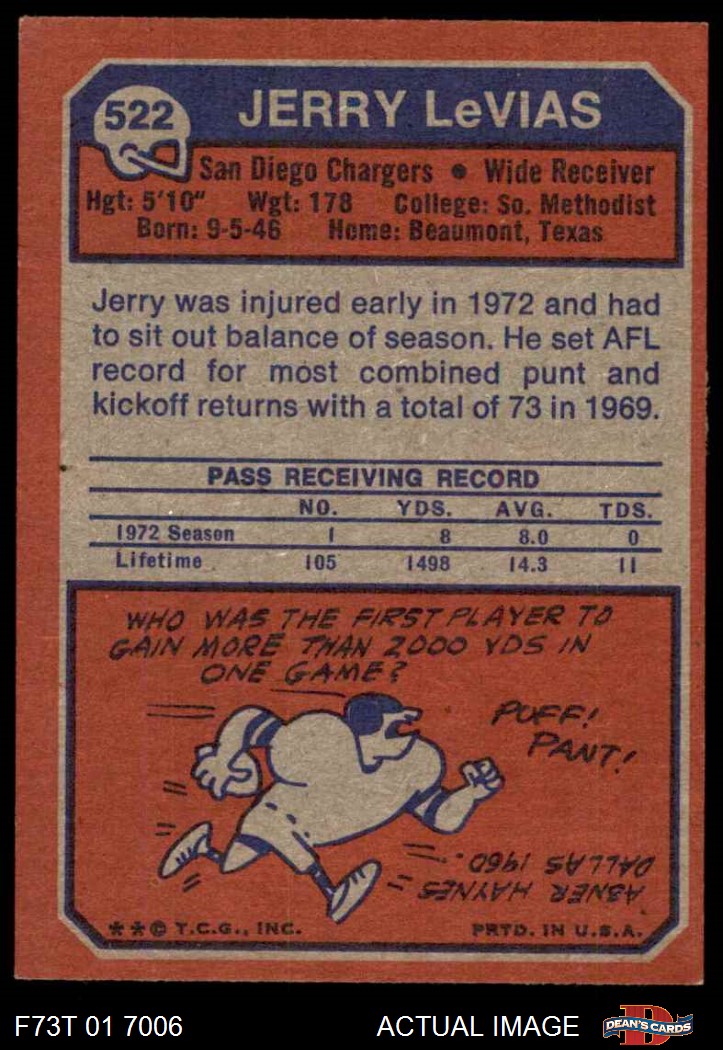 522 JERRY LeVIAS
San Diego Chargers • Wide Receiver
Hgt: 5'10" Wgt: 178 College: So. Methodist
Born: 9-5-46 Home: Beaumont, Texas
Jerry was injured early in 1972 and had
to sit out balance of season. He set AFL
record for most combined punt and
kickoff returns with a total of 73 in 1969.
PASS RECEIVING RECORD
NO. YDS. AVG. TDS.
1972 Season 1 8 8.0 0
Lifetime 105 1498 14.3 11
WHO WAS THE FIRST PLAYER TO
GAIN MORE THAN 2000 YDS IN
ONE GAME?
PUFF!
PANT!
ABNER HAYNES
DALLAS 1960.
**© T.C.G., INC. PRTD. IN U.S.A.
F73T 01 7006 ACTUAL IMAGE DEAN'S CARDS